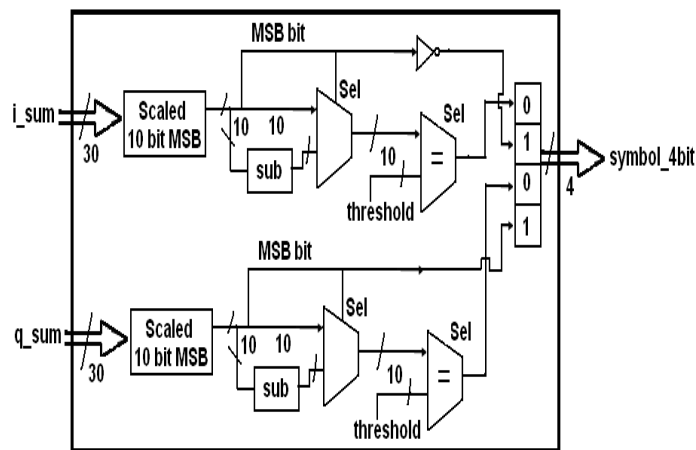 MSB bit
Sel
i_sum
30
Scaled
10 bit MSB
10
10
sub
10
Sel
=
threshold
0
1
0
1
4
symbol_4bit
MSB bit
Sel
q_sum
30
Scaled
10 bit MSB
10
10
sub
10
Sel
=
threshold